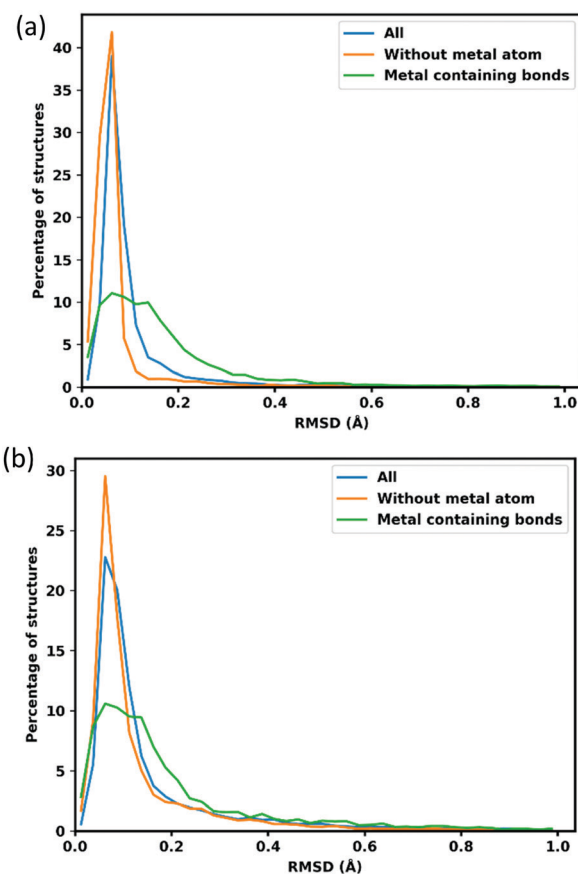 (a)
All
Without metal atom
Metal containing bonds
Percentage of structures
40
35
30
25
20
15
10
5
0
0.0 0.2 0.4 0.6 0.8 1.0
RMSD (Å)
(b)
All
Without metal atom
Metal containing bonds
Percentage of structures
30
25
20
15
10
5
0
0.0 0.2 0.4 0.6 0.8 1.0
RMSD (Å)